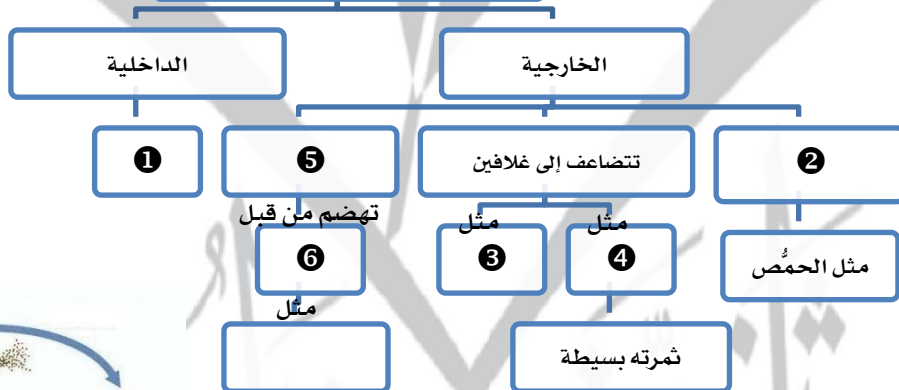 الخارجية
الداخلية
❷
تتضاعف إلى غلافين
❺
❶
تهضم من قبل
مثل
مثل
❹
❸
❻
مثل الحمُّص
مثل
ثمرته بسيطة